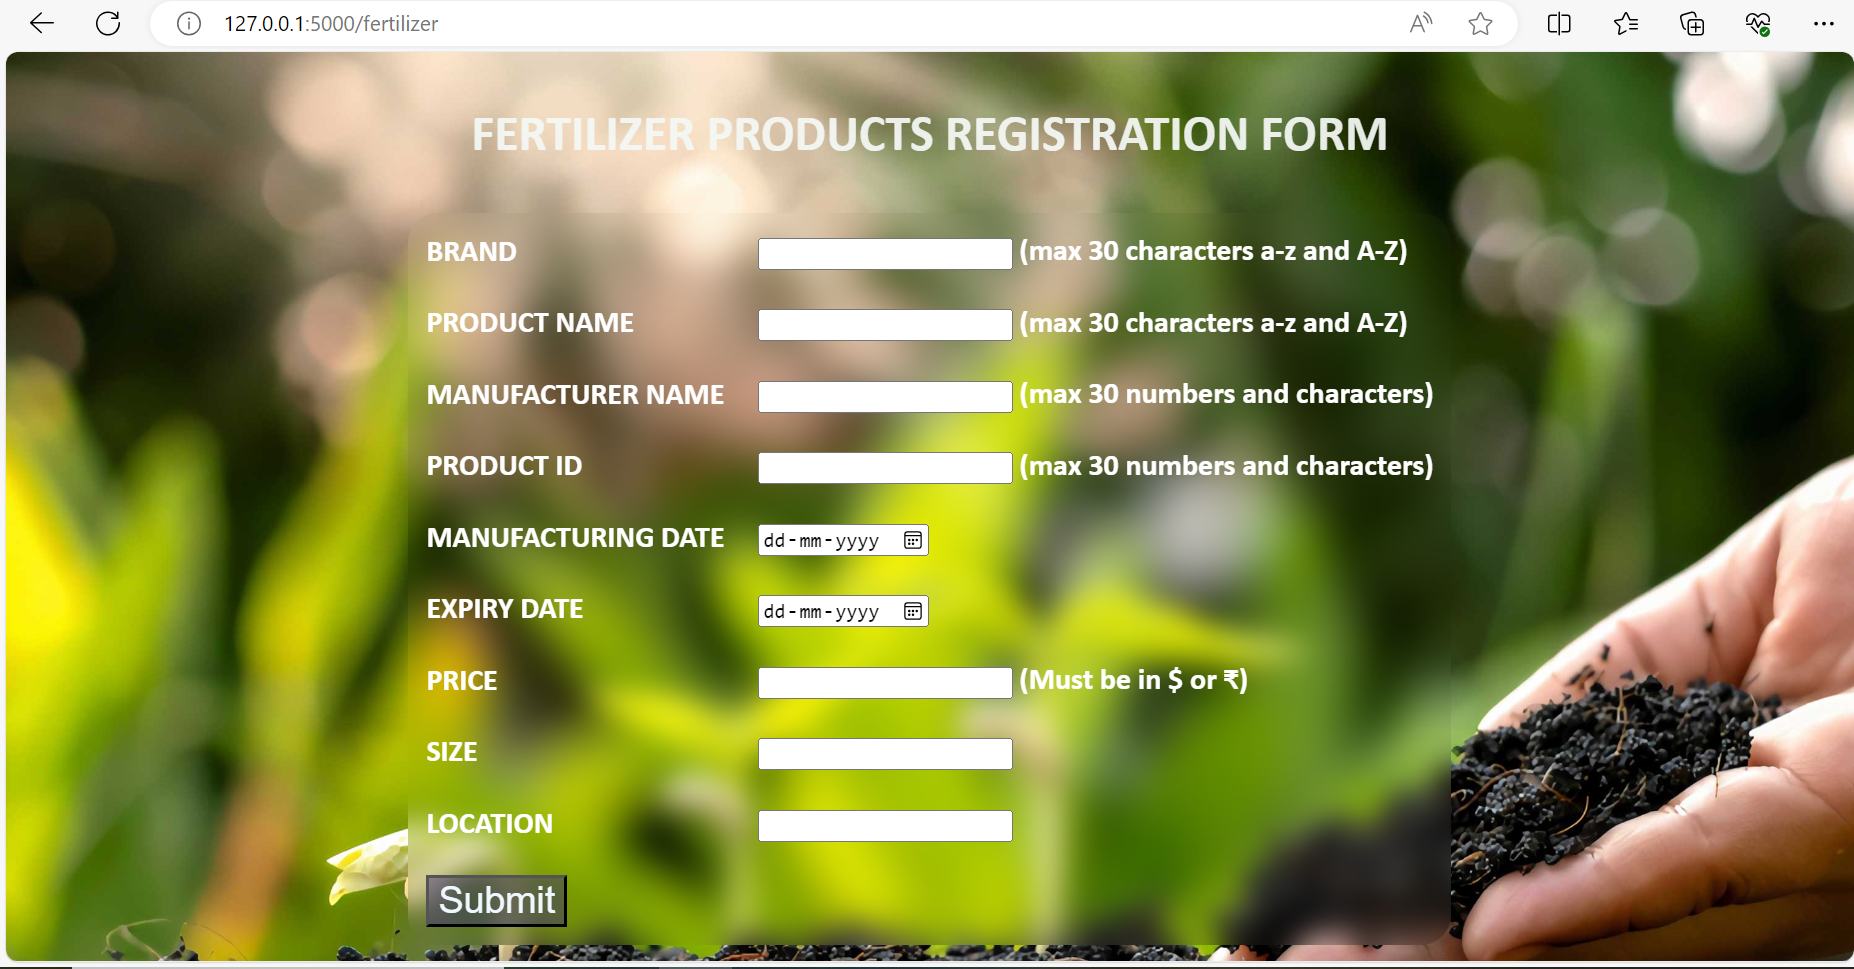 127.0.0.1:5000/fertilizer
FERTILIZER PRODUCTS REGISTRATION FORM
BRAND (max 30 characters a-z and A-Z)
PRODUCT NAME (max 30 characters a-z and A-Z)
MANUFACTURER NAME (max 30 numbers and characters)
PRODUCT ID (max 30 numbers and characters)
MANUFACTURING DATE dd-mm-yyyy
EXPIRY DATE dd-mm-yyyy
PRICE (Must be in $ or ₹)
SIZE
LOCATION
Submit